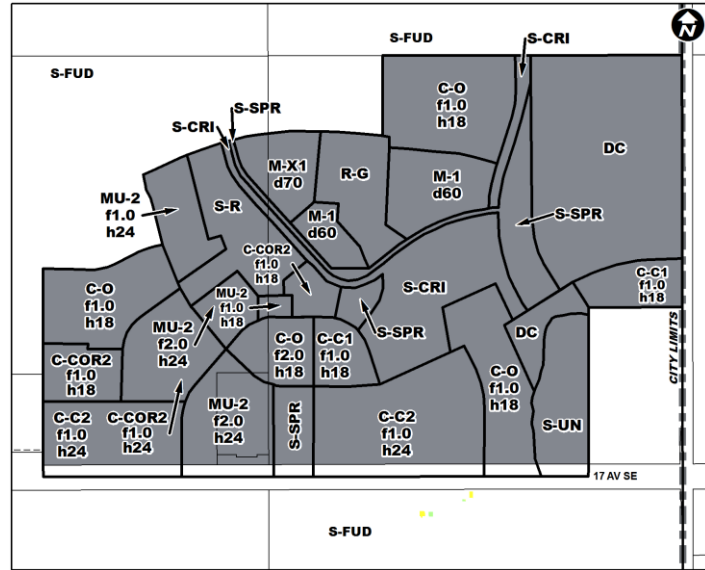 S-FUD
S-CRI
S-FUD
C-O
f1.0
h18
S-SPR
S-CRI
DC
M-X1
d70
R-G
M-1
d60
MU-2
f1.0
h24
S-R
M-1
d60
S-SPR
C-COR2
f1.0
h18
C-C1
f1.0
h18
C-O
f1.0
h18
MU-2
f1.0
h18
S-CRI
MU-2
f2.0
h24
S-SPR
DC
C-O
f2.0
h18
C-C1
f1.0
h18
C-COR2
f1.0
h18
C-O
f1.0
h18
CITY LIMITS
C-C2
f1.0
h24
C-COR2
f1.0
h24
MU-2
f2.0
h24
S-SPR
C-C2
f1.0
h24
S-UN
17 AV SE
S-FUD